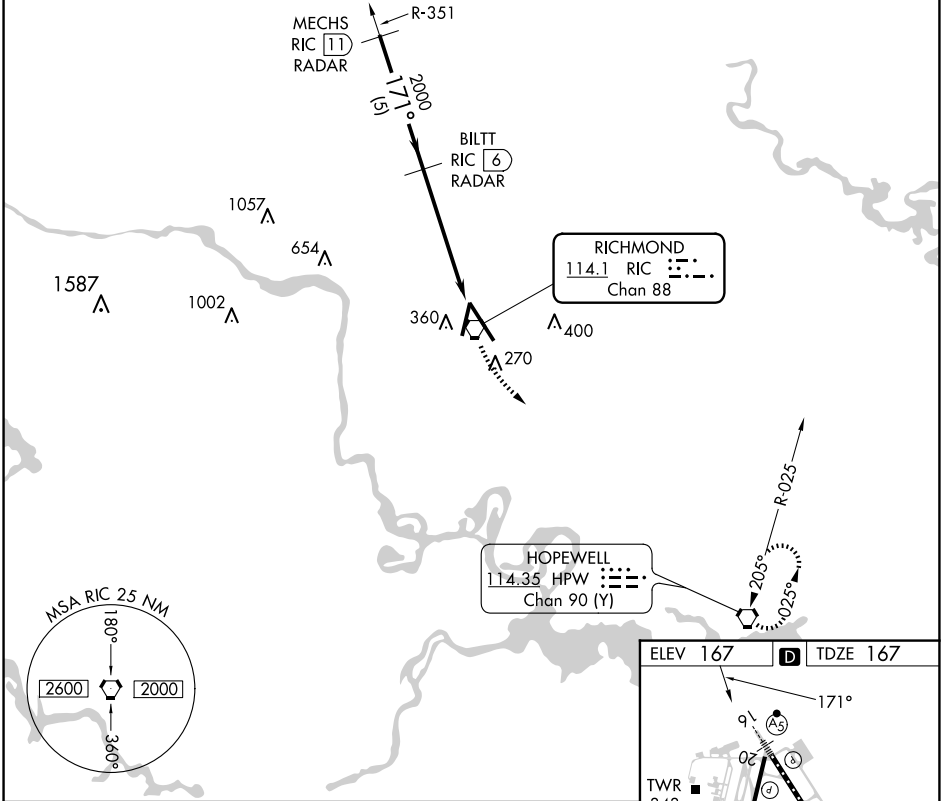 R-351
MECHS
RIC 11
RADAR
2000
171°
(5)
BILTT
RIC 6
RADAR
1057
654
1587
1002
RICHMOND
114.1 RIC
Chan 88
360
400
270
R-025
HOPEWELL
114.35 HPW
Chan 90 (Y)
205°
025°
MSA RIC 25 NM
180°
2600
2000
360°
ELEV 167
D
TDZE 167
171°
16
A5
20
P
P
TWR